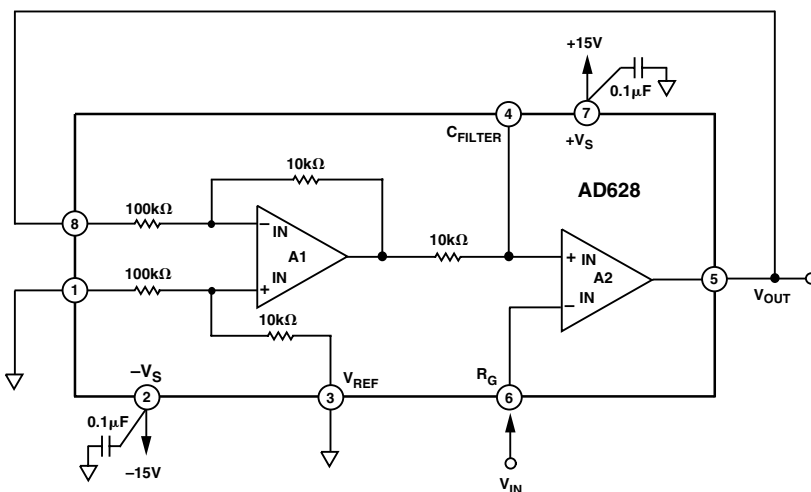 +15V
0.1µF
4
7
C_FILTER
+V_S
10kΩ
AD628
8
100kΩ
−
IN
A1
10kΩ
+
IN
A2
5
1
100kΩ
IN
+
IN
−
V_OUT
10kΩ
−V_S
V_REF
R_G
2
3
6
0.1µF
−15V
V_IN